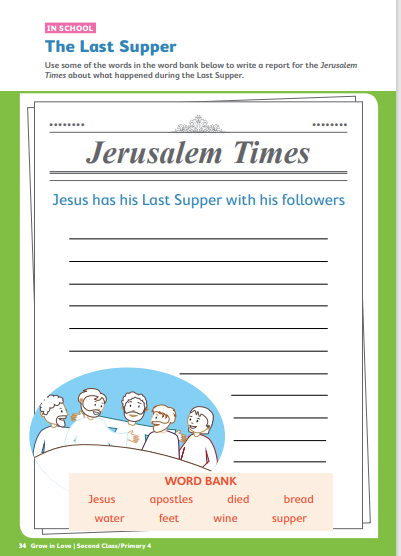 IN SCHOOL
The Last Supper
Use some of the words in the word bank below to write a report for the Jerusalem
Times about what happened during the Last Supper.
Jerusalem Times
Jesus has his Last Supper with his followers
WORD BANK
Jesus apostles died bread
water feet wine supper
34 Grow in Love | Second Class/Primary 4